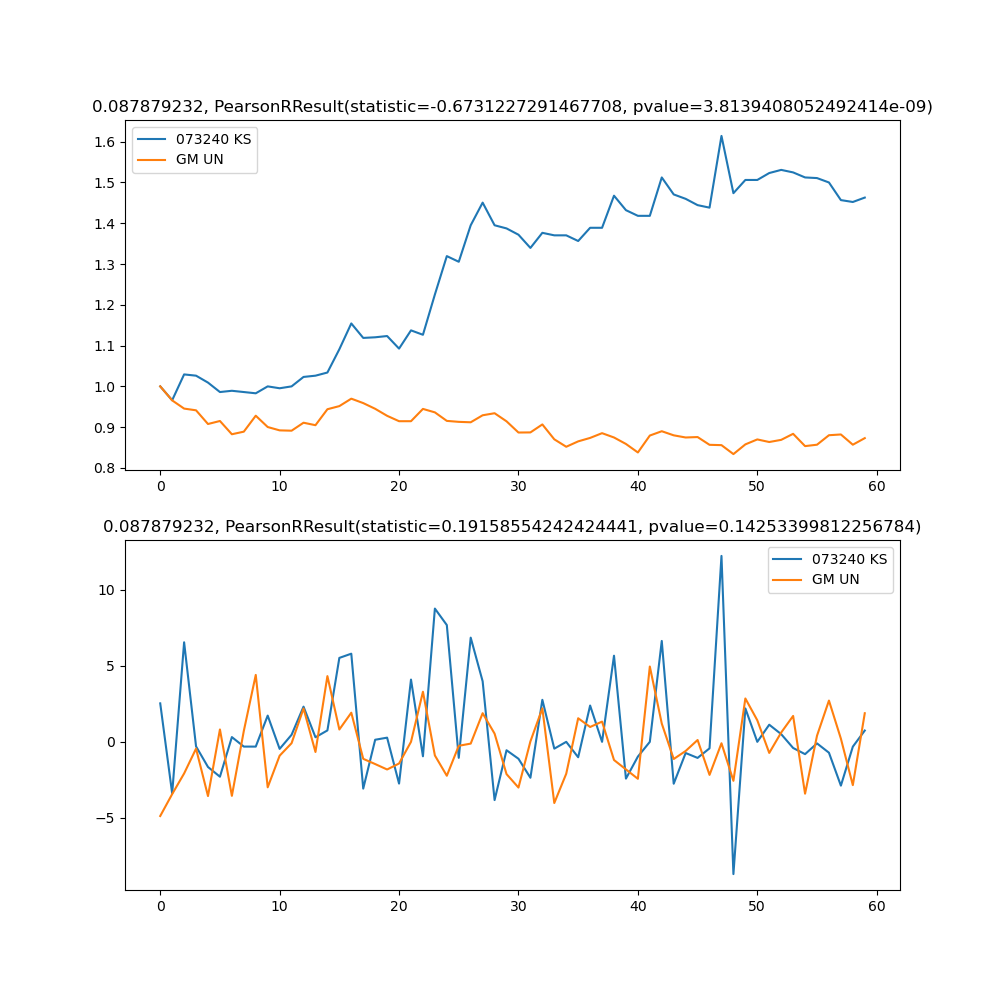 0.087879232, PearsonRResult(statistic=-0.6731227291467708, pvalue=3.8139408052492414e-09)
073240 KS
GM UN
1.6
1.5
1.4
1.3
1.2
1.1
1.0
0.9
0.8
0 10 20 30 40 50 60
0.087879232, PearsonRResult(statistic=0.19158554242424441, pvalue=0.14253399812256784)
073240 KS
GM UN
10
5
0
−5
0 10 20 30 40 50 60